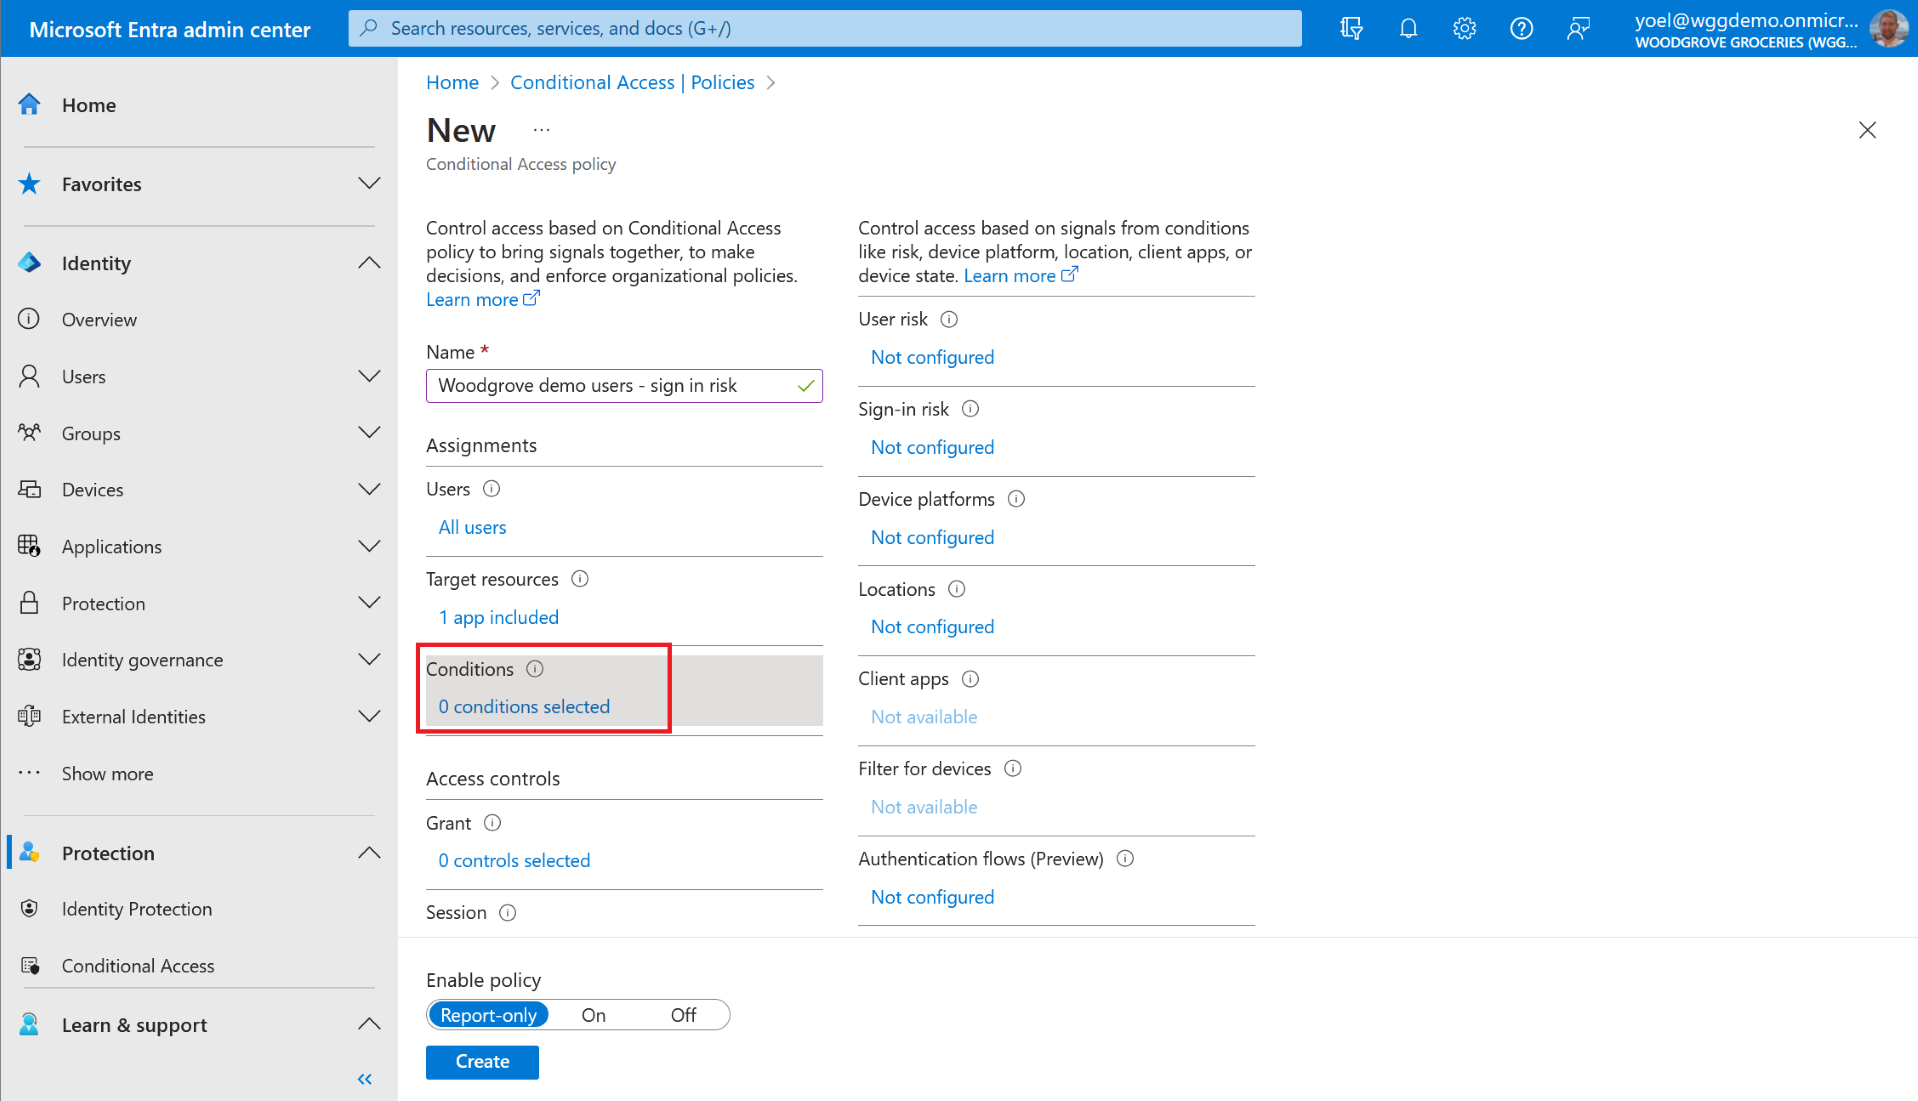 Microsoft Entra admin center
Search resources, services, and docs (G+/)
yoel@wggdemo.onmicr...
WOODGROVE GROCERIES (WGG...
Home
Favorites
Identity
Overview
Users
Groups
Devices
Applications
Protection
Identity governance
External Identities
Show more
Protection
Identity Protection
Conditional Access
Learn & support
Home > Conditional Access | Policies >
New ...
Conditional Access policy
Control access based on Conditional Access
policy to bring signals together, to make
decisions, and enforce organizational policies.
Learn more
Name *
Woodgrove demo users - sign in risk
Assignments
Users
All users
Target resources
1 app included
Conditions
0 conditions selected
Access controls
Grant
0 controls selected
Session
Control access based on signals from conditions
like risk, device platform, location, client apps, or
device state. Learn more
User risk
Not configured
Sign-in risk
Not configured
Device platforms
Not configured
Locations
Not configured
Client apps
Not available
Filter for devices
Not available
Authentication flows (Preview)
Not configured
Enable policy
Report-only On Off
Create